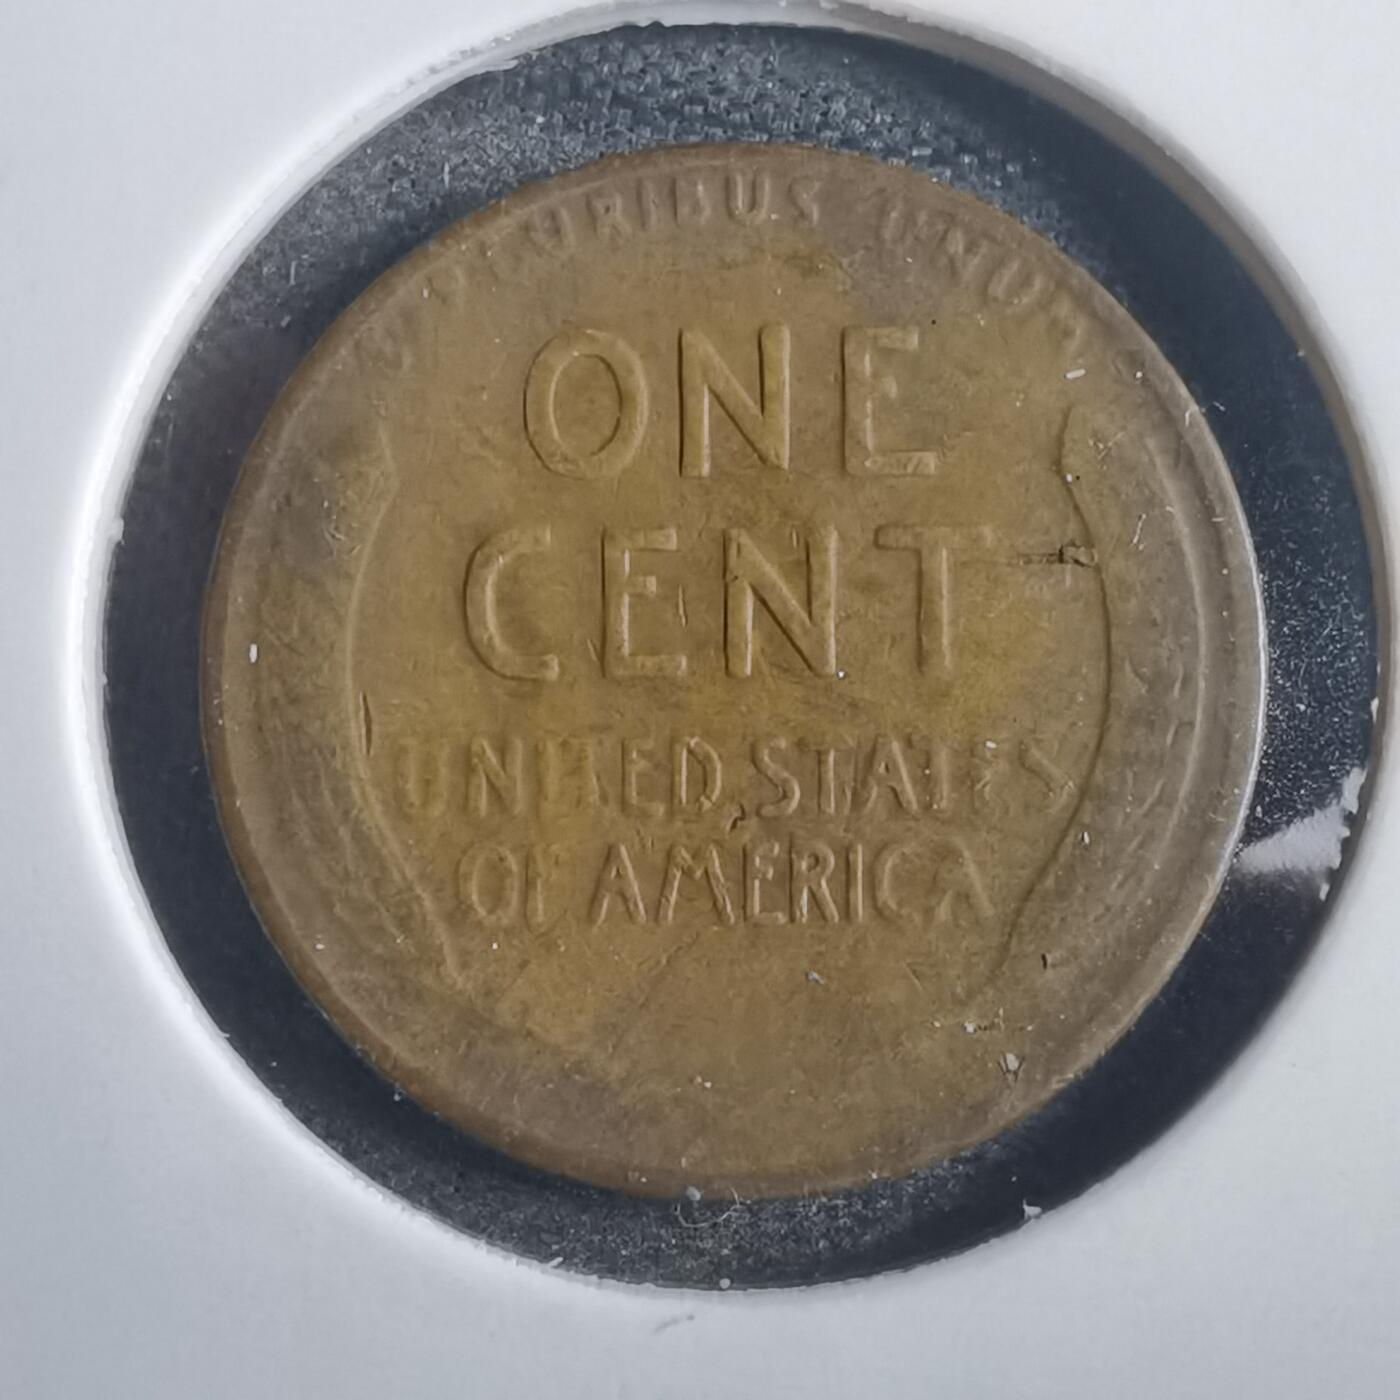 E PLURIBUS UNUM
ONE
CENT
UNITED STATES
OF AMERICA